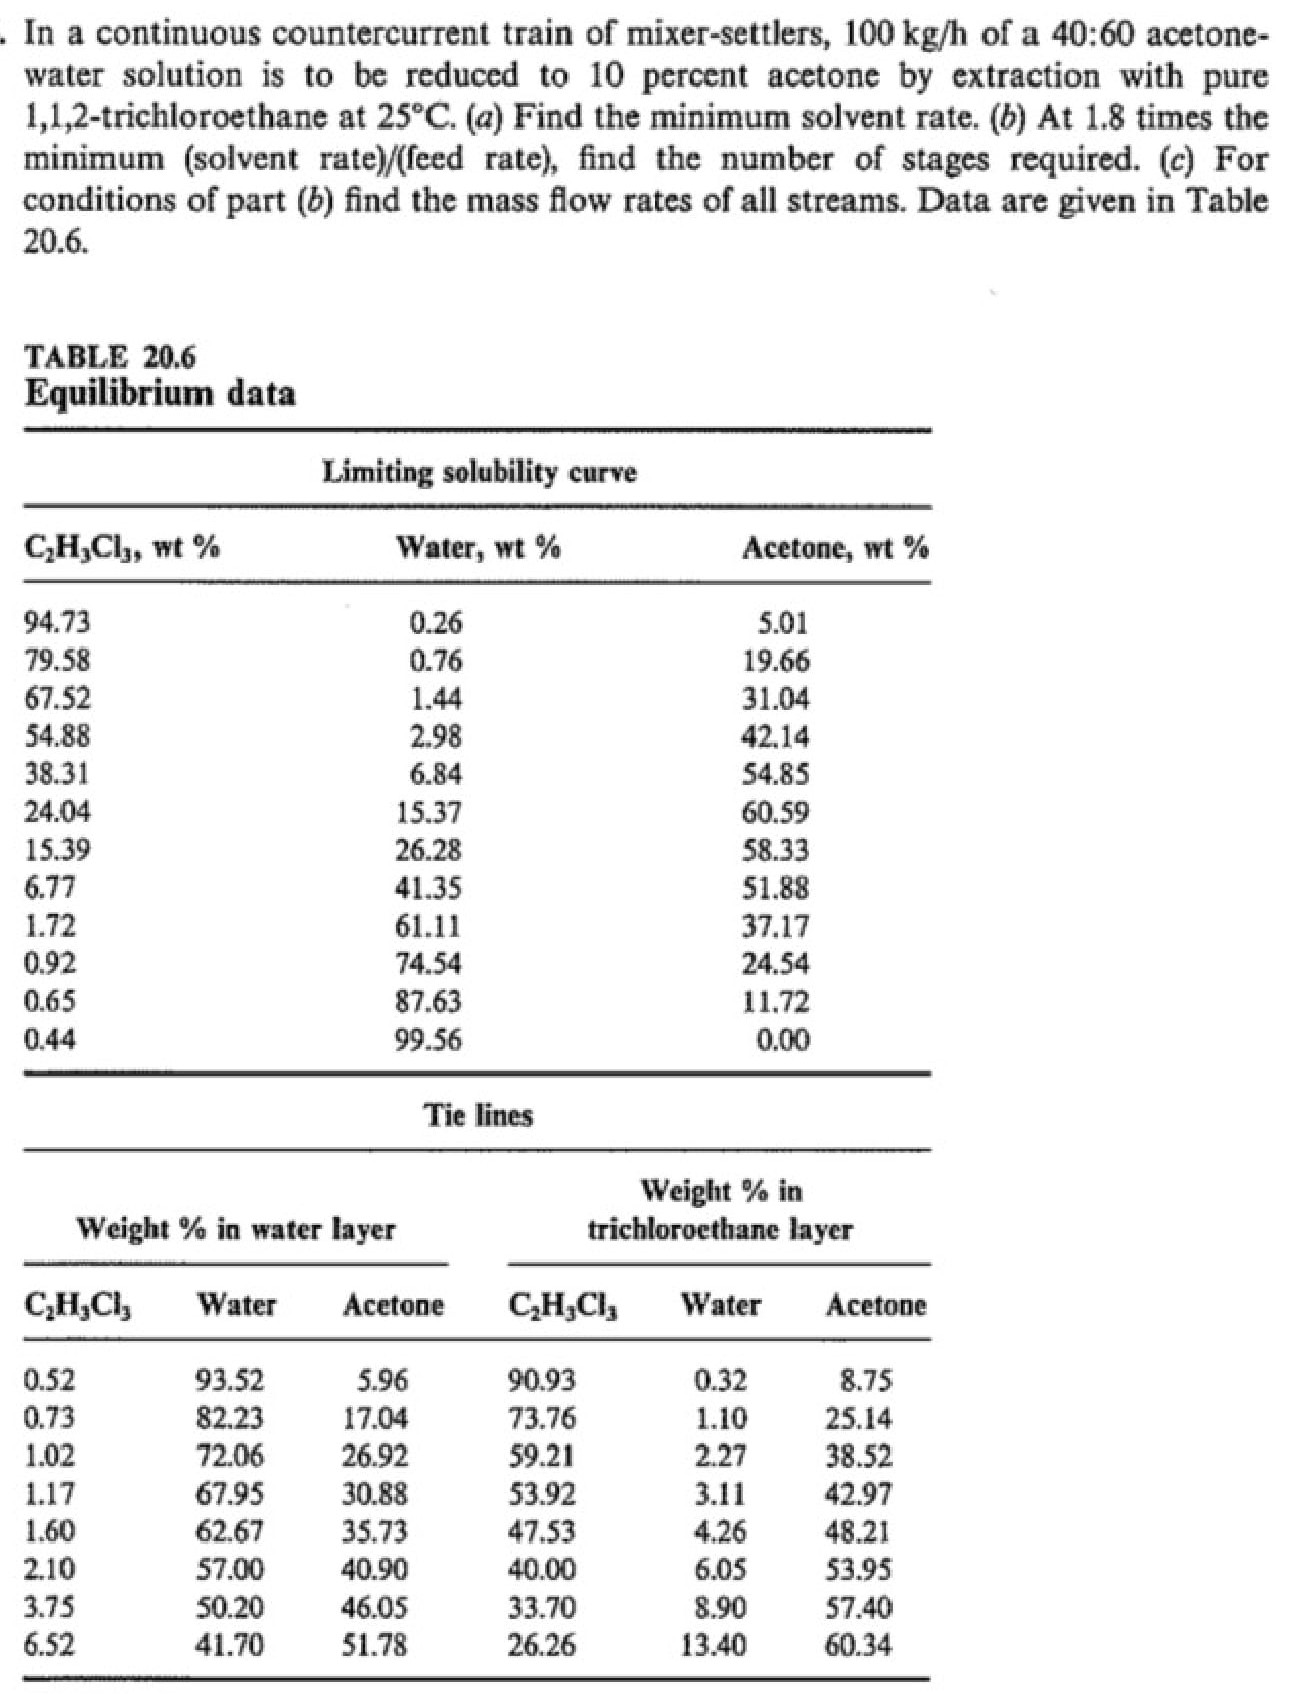 . In a continuous countercurrent train of mixer-settlers, 100 kg/h of a 40:60 acetone-
water solution is to be reduced to 10 percent acetone by extraction with pure
1,1,2-trichloroethane at 25°C. (a) Find the minimum solvent rate. (b) At 1.8 times the
minimum (solvent rate)/(feed rate), find the number of stages required. (c) For
conditions of part (b) find the mass flow rates of all streams. Data are given in Table
20.6.
TABLE 20.6
Equilibrium data
Limiting solubility curve
C₂H₃Cl₃, wt % Water, wt % Acetone, wt %
94.73 0.26 5.01
79.58 0.76 19.66
67.52 1.44 31.04
54.88 2.98 42.14
38.31 6.84 54.85
24.04 15.37 60.59
15.39 26.28 58.33
6.77 41.35 51.88
1.72 61.11 37.17
0.92 74.54 24.54
0.65 87.63 11.72
0.44 99.56 0.00
Tie lines
Weight % in water layer Weight % in
trichloroethane layer
C₂H₃Cl₃ Water Acetone C₂H₃Cl₃ Water Acetone
0.52 93.52 5.96 90.93 0.32 8.75
0.73 82.23 17.04 73.76 1.10 25.14
1.02 72.06 26.92 59.21 2.27 38.52
1.17 67.95 30.88 53.92 3.11 42.97
1.60 62.67 35.73 47.53 4.26 48.21
2.10 57.00 40.90 40.00 6.05 53.95
3.75 50.20 46.05 33.70 8.90 57.40
6.52 41.70 51.78 26.26 13.40 60.34